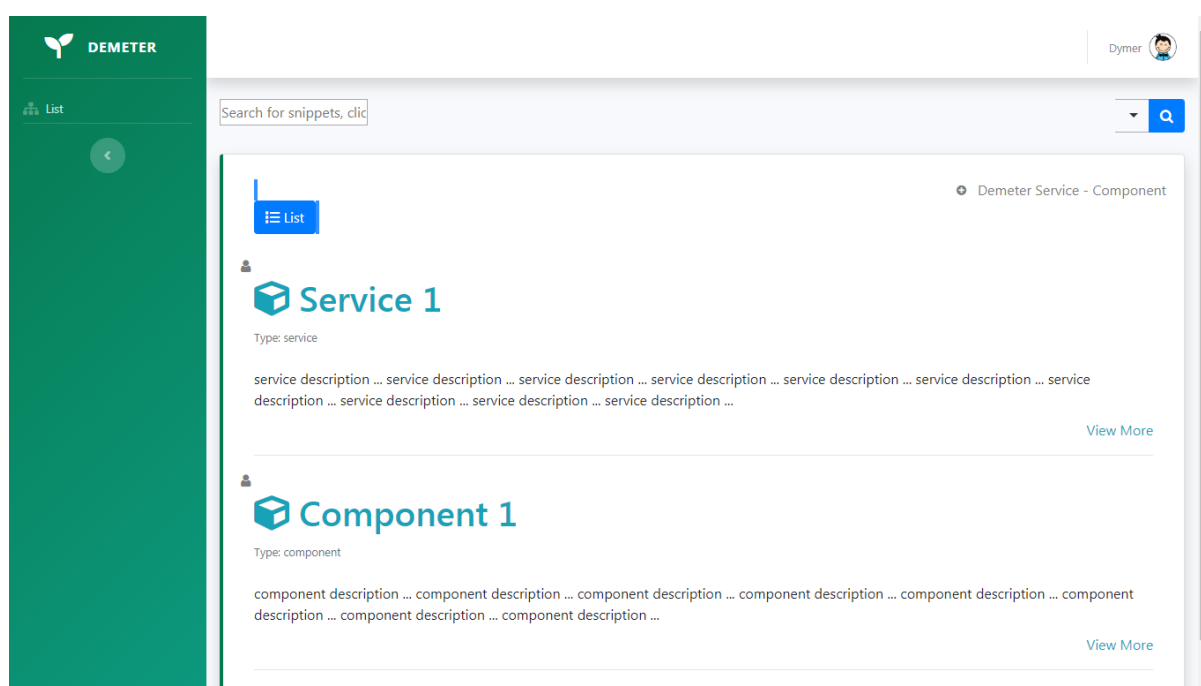 DEMETER
Dymer
List
Search for snippets, clic
Demeter Service - Component
List
Service 1
Type: service
service description ... service description ... service description ... service description ... service description ... service description ... service
description ... service description ... service description ... service description ...
View More
Component 1
Type: component
component description ... component description ... component description ... component description ... component description ... component
description ... component description ... component description ...
View More